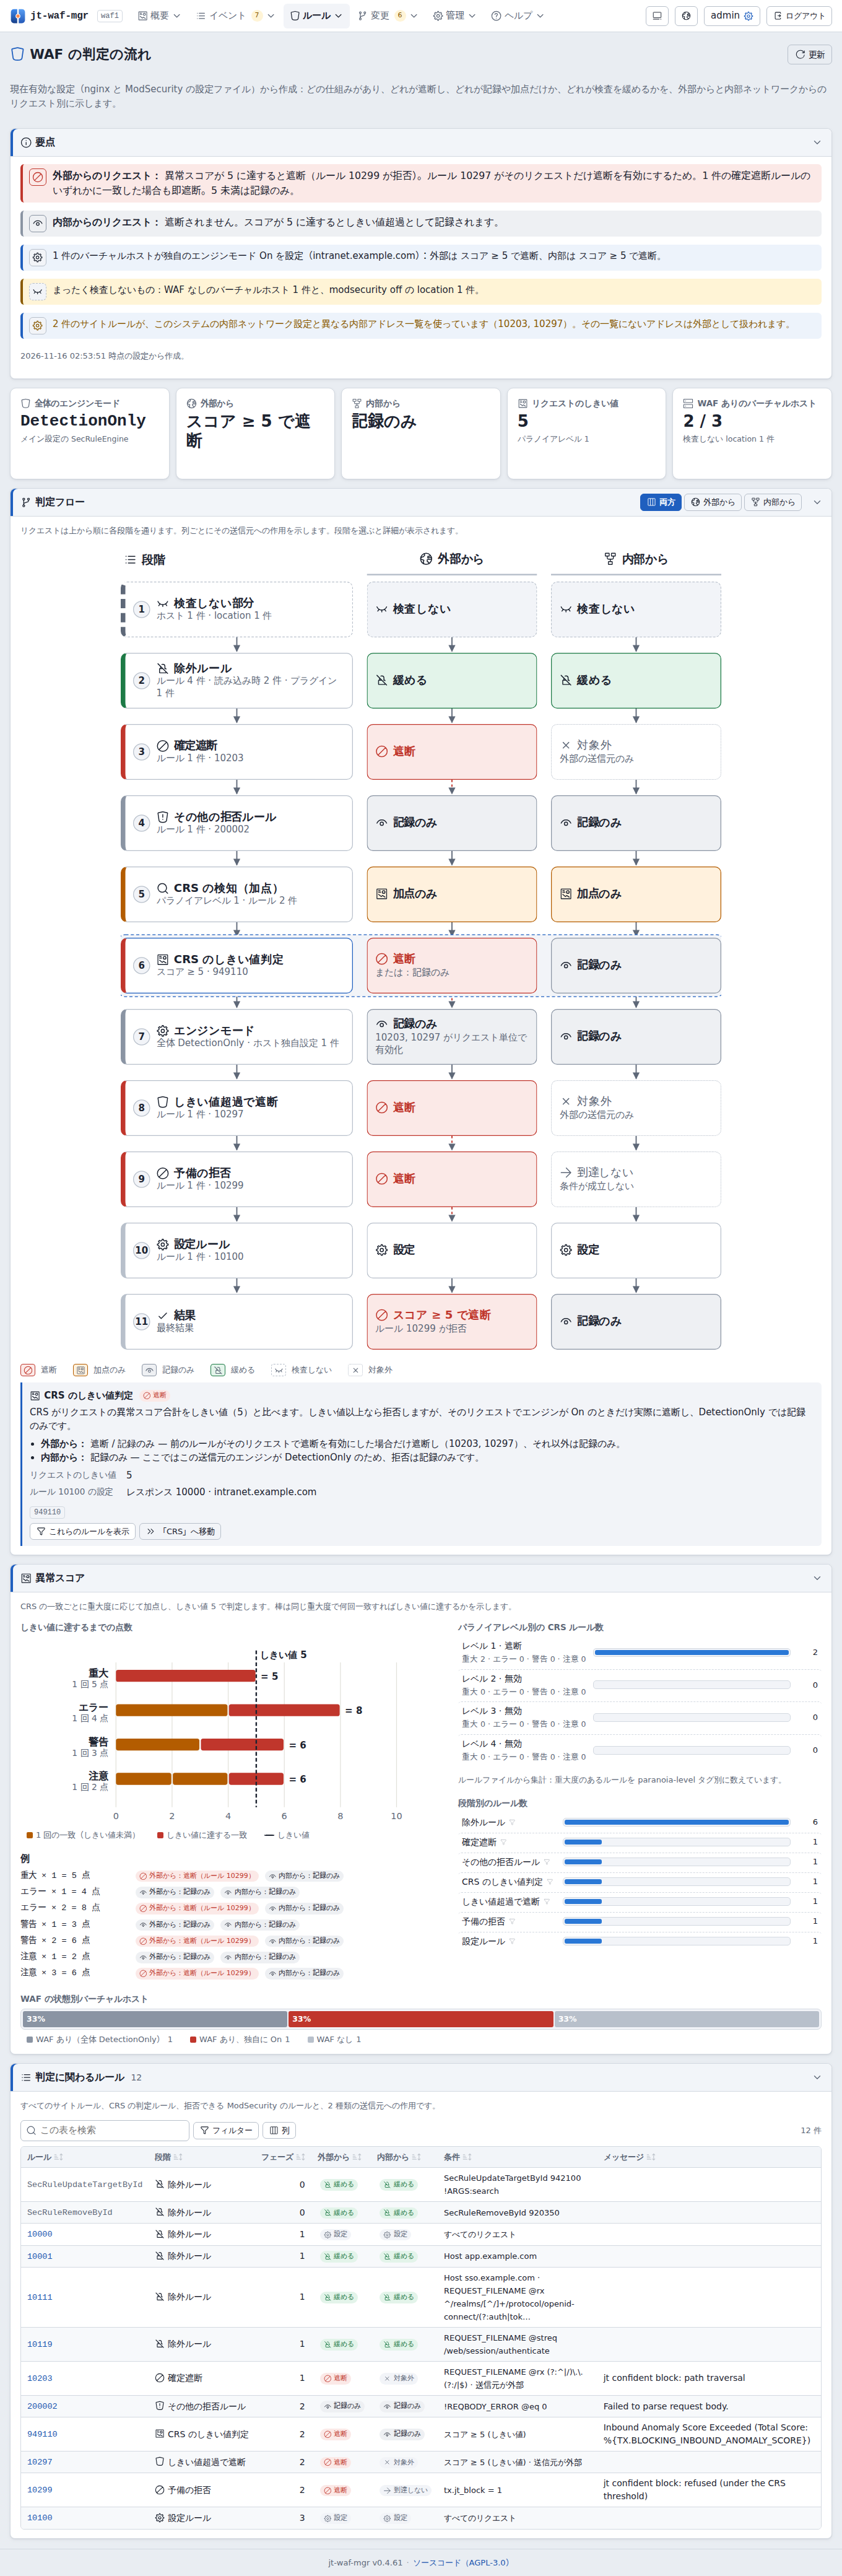 jt-waf-mgr waf1 概要 イベント 7 ルール 変更 6 管理 ヘルプ admin ログアウト
WAF の判定の流れ
更新
現在有効な設定（nginx と ModSecurity の設定ファイル）から作成：どの仕組みがあり、どれが遮断し、どれが記録や加点だけか、どれが検査を緩めるかを、外部からと内部ネットワークからの
リクエスト別に示します。
要点
外部からのリクエスト： 異常スコアが 5 に達すると遮断（ルール 10299 が拒否）。ルール 10297 がそのリクエストだけ遮断を有効にするため。1 件の確定遮断ルールの
いずれかに一致した場合も即遮断。5 未満は記録のみ。
内部からのリクエスト： 遮断されません。スコアが 5 に達するとしきい値超過として記録されます。
1 件のバーチャルホストが独自のエンジンモード On を設定（intranet.example.com）：外部は スコア ≥ 5 で遮断、内部は スコア ≥ 5 で遮断。
まったく検査しないもの：WAF なしのバーチャルホスト 1 件と、modsecurity off の location 1 件。
2 件のサイトルールが、このシステムの内部ネットワーク設定と異なる内部アドレス一覧を使っています（10203, 10297）。その一覧にないアドレスは外部として扱われます。
2026-11-16 02:53:51 時点の設定から作成。
全体のエンジンモード
DetectionOnly
メイン設定の SecRuleEngine
外部から
スコア ≥ 5 で遮
断
内部から
記録のみ
リクエストのしきい値
5
パラノイアレベル 1
WAF ありのバーチャルホスト
2 / 3
検査しない location 1 件
判定フロー
両方 外部から 内部から
リクエストは上から順に各段階を通ります。列ごとにその送信元への作用を示します。段階を選ぶと詳細が表示されます。
段階 外部から 内部から
1 検査しない部分
ホスト 1 件 · location 1 件
検査しない 検査しない
2 除外ルール
ルール 4 件 · 読み込み時 2 件 · プラグイン
1 件
緩める 緩める
3 確定遮断
ルール 1 件 · 10203
遮断
対象外
外部の送信元のみ
4 その他の拒否ルール
ルール 1 件 · 200002
記録のみ 記録のみ
5 CRS の検知（加点）
パラノイアレベル 1 · ルール 2 件
加点のみ 加点のみ
6 CRS のしきい値判定
スコア ≥ 5 · 949110
遮断
または：記録のみ
記録のみ
7 エンジンモード
全体 DetectionOnly · ホスト独自設定 1 件
記録のみ
10203, 10297 がリクエスト単位で
有効化
記録のみ
8 しきい値超過で遮断
ルール 1 件 · 10297
遮断
対象外
外部の送信元のみ
9 予備の拒否
ルール 1 件 · 10299
遮断
到達しない
条件が成立しない
10 設定ルール
ルール 1 件 · 10100
設定 設定
11 結果
最終結果
スコア ≥ 5 で遮断
ルール 10299 が拒否
記録のみ
遮断 加点のみ 記録のみ 緩める 検査しない 対象外
CRS のしきい値判定 遮断
CRS がリクエストの異常スコア合計をしきい値（5）と比べます。しきい値以上なら拒否しますが、そのリクエストでエンジンが On のときだけ実際に遮断し、DetectionOnly では記録
のみです。
• 外部から： 遮断 / 記録のみ — 前のルールがそのリクエストで遮断を有効にした場合だけ遮断し（10203, 10297）、それ以外は記録のみ。
• 内部から： 記録のみ — ここではこの送信元のエンジンが DetectionOnly のため、拒否は記録のみです。
リクエストのしきい値 5
ルール 10100 の設定 レスポンス 10000 · intranet.example.com
949110
これらのルールを表示 「CRS」へ移動
異常スコア
CRS の一致ごとに重大度に応じて加点し、しきい値 5 で判定します。棒は同じ重大度で何回一致すればしきい値に達するかを示します。
しきい値に達するまでの点数
しきい値 5
重大
1 回 5 点
= 5
エラー
1 回 4 点
= 8
警告
1 回 3 点
= 6
注意
1 回 2 点
= 6
0 2 4 6 8 10
1 回の一致（しきい値未満） しきい値に達する一致 しきい値
例
重大 × 1 = 5 点 外部から：遮断（ルール 10299） 内部から：記録のみ
エラー × 1 = 4 点 外部から：記録のみ 内部から：記録のみ
エラー × 2 = 8 点 外部から：遮断（ルール 10299） 内部から：記録のみ
警告 × 1 = 3 点 外部から：記録のみ 内部から：記録のみ
警告 × 2 = 6 点 外部から：遮断（ルール 10299） 内部から：記録のみ
注意 × 1 = 2 点 外部から：記録のみ 内部から：記録のみ
注意 × 3 = 6 点 外部から：遮断（ルール 10299） 内部から：記録のみ
パラノイアレベル別の CRS ルール数
レベル 1 · 遮断
重大 2 · エラー 0 · 警告 0 · 注意 0
2
レベル 2 · 無効
重大 0 · エラー 0 · 警告 0 · 注意 0
0
レベル 3 · 無効
重大 0 · エラー 0 · 警告 0 · 注意 0
0
レベル 4 · 無効
重大 0 · エラー 0 · 警告 0 · 注意 0
0
ルールファイルから集計：重大度のあるルールを paranoia-level タグ別に数えています。
段階別のルール数
除外ルール 6
確定遮断 1
その他の拒否ルール 1
CRS のしきい値判定 1
しきい値超過で遮断 1
予備の拒否 1
設定ルール 1
WAF の状態別バーチャルホスト
33% 33% 33%
WAF あり（全体 DetectionOnly） 1 WAF あり、独自に On 1 WAF なし 1
判定に関わるルール 12
すべてのサイトルール、CRS の判定ルール、拒否できる ModSecurity のルールと、2 種類の送信元への作用です。
この表を検索 フィルター 列 12 件
ルール 段階 フェーズ 外部から 内部から 条件 メッセージ
SecRuleUpdateTargetById 除外ルール 0 緩める 緩める SecRuleUpdateTargetById 942100
!ARGS:search
SecRuleRemoveById 除外ルール 0 緩める 緩める SecRuleRemoveById 920350
10000 除外ルール 1 設定 設定 すべてのリクエスト
10001 除外ルール 1 緩める 緩める Host app.example.com
10111 除外ルール 1 緩める 緩める Host sso.example.com ·
REQUEST_FILENAME @rx
^/realms/[^/]+/protocol/openid-
connect/(?:auth|tok…
10119 除外ルール 1 緩める 緩める REQUEST_FILENAME @streq
/web/session/authenticate
10203 確定遮断 1 遮断 対象外 REQUEST_FILENAME @rx (?:^|/)\.\.
(?:/|$) · 送信元が外部
jt confident block: path traversal
200002 その他の拒否ルール 2 記録のみ 記録のみ !REQBODY_ERROR @eq 0 Failed to parse request body.
949110 CRS のしきい値判定 2 遮断 記録のみ スコア ≥ 5 (しきい値) Inbound Anomaly Score Exceeded (Total Score:
%{TX.BLOCKING_INBOUND_ANOMALY_SCORE})
10297 しきい値超過で遮断 2 遮断 対象外 スコア ≥ 5 (しきい値) · 送信元が外部
10299 予備の拒否 2 遮断 到達しない tx.jt_block = 1 jt confident block: refused (under the CRS
threshold)
10100 設定ルール 3 設定 設定 すべてのリクエスト
jt-waf-mgr v0.4.61 · ソースコード（AGPL-3.0）